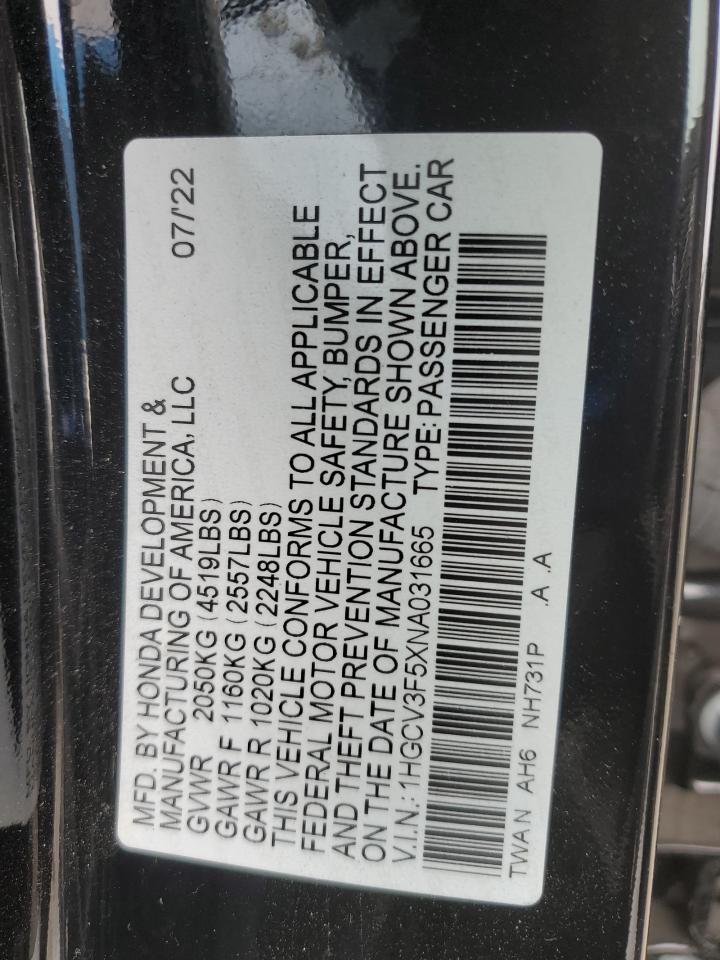 MFD. BY HONDA DEVELOPMENT &
MANUFACTURING OF AMERICA, LLC 07/'22
GVWR 2050KG (4519LBS)
GAWR F 1160KG (2557LBS)
GAWR R 1020KG (2248LBS)
THIS VEHICLE CONFORMS TO ALL APPLICABLE
FEDERAL MOTOR VEHICLE SAFETY, BUMPER,
AND THEFT PREVENTION STANDARDS IN EFFECT
ON THE DATE OF MANUFACTURE SHOWN ABOVE.
V.I.N.: 1HGCV3F5XNA031665 TYPE: PASSENGER CAR
TWAN AH6 NH731P .A .A